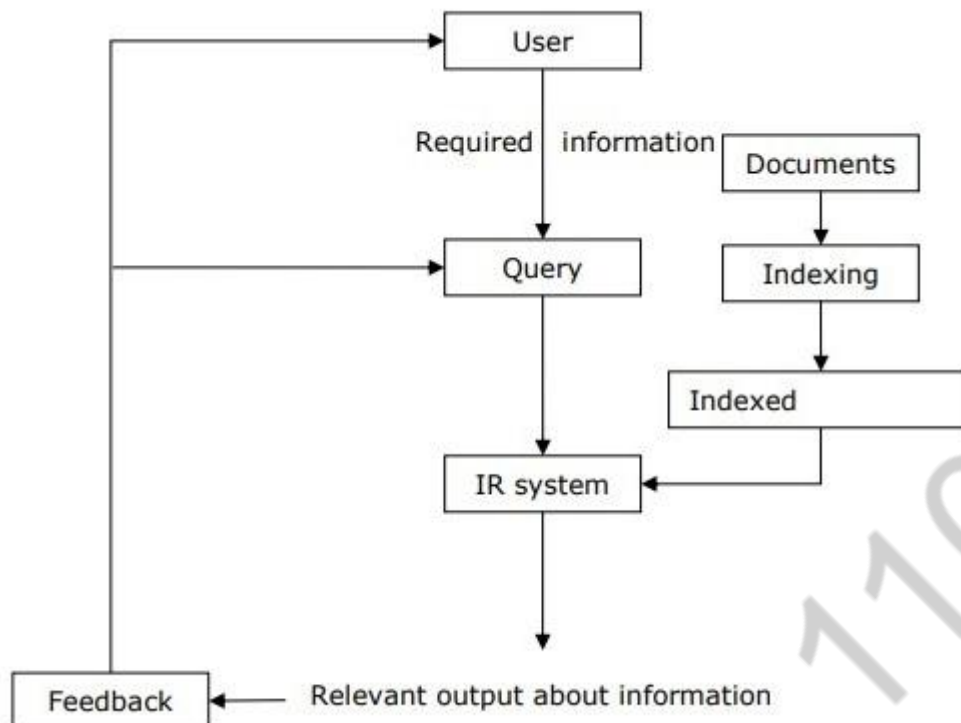 User
Required information
Documents
Query
Indexing
Indexed
IR system
Feedback
Relevant output about information